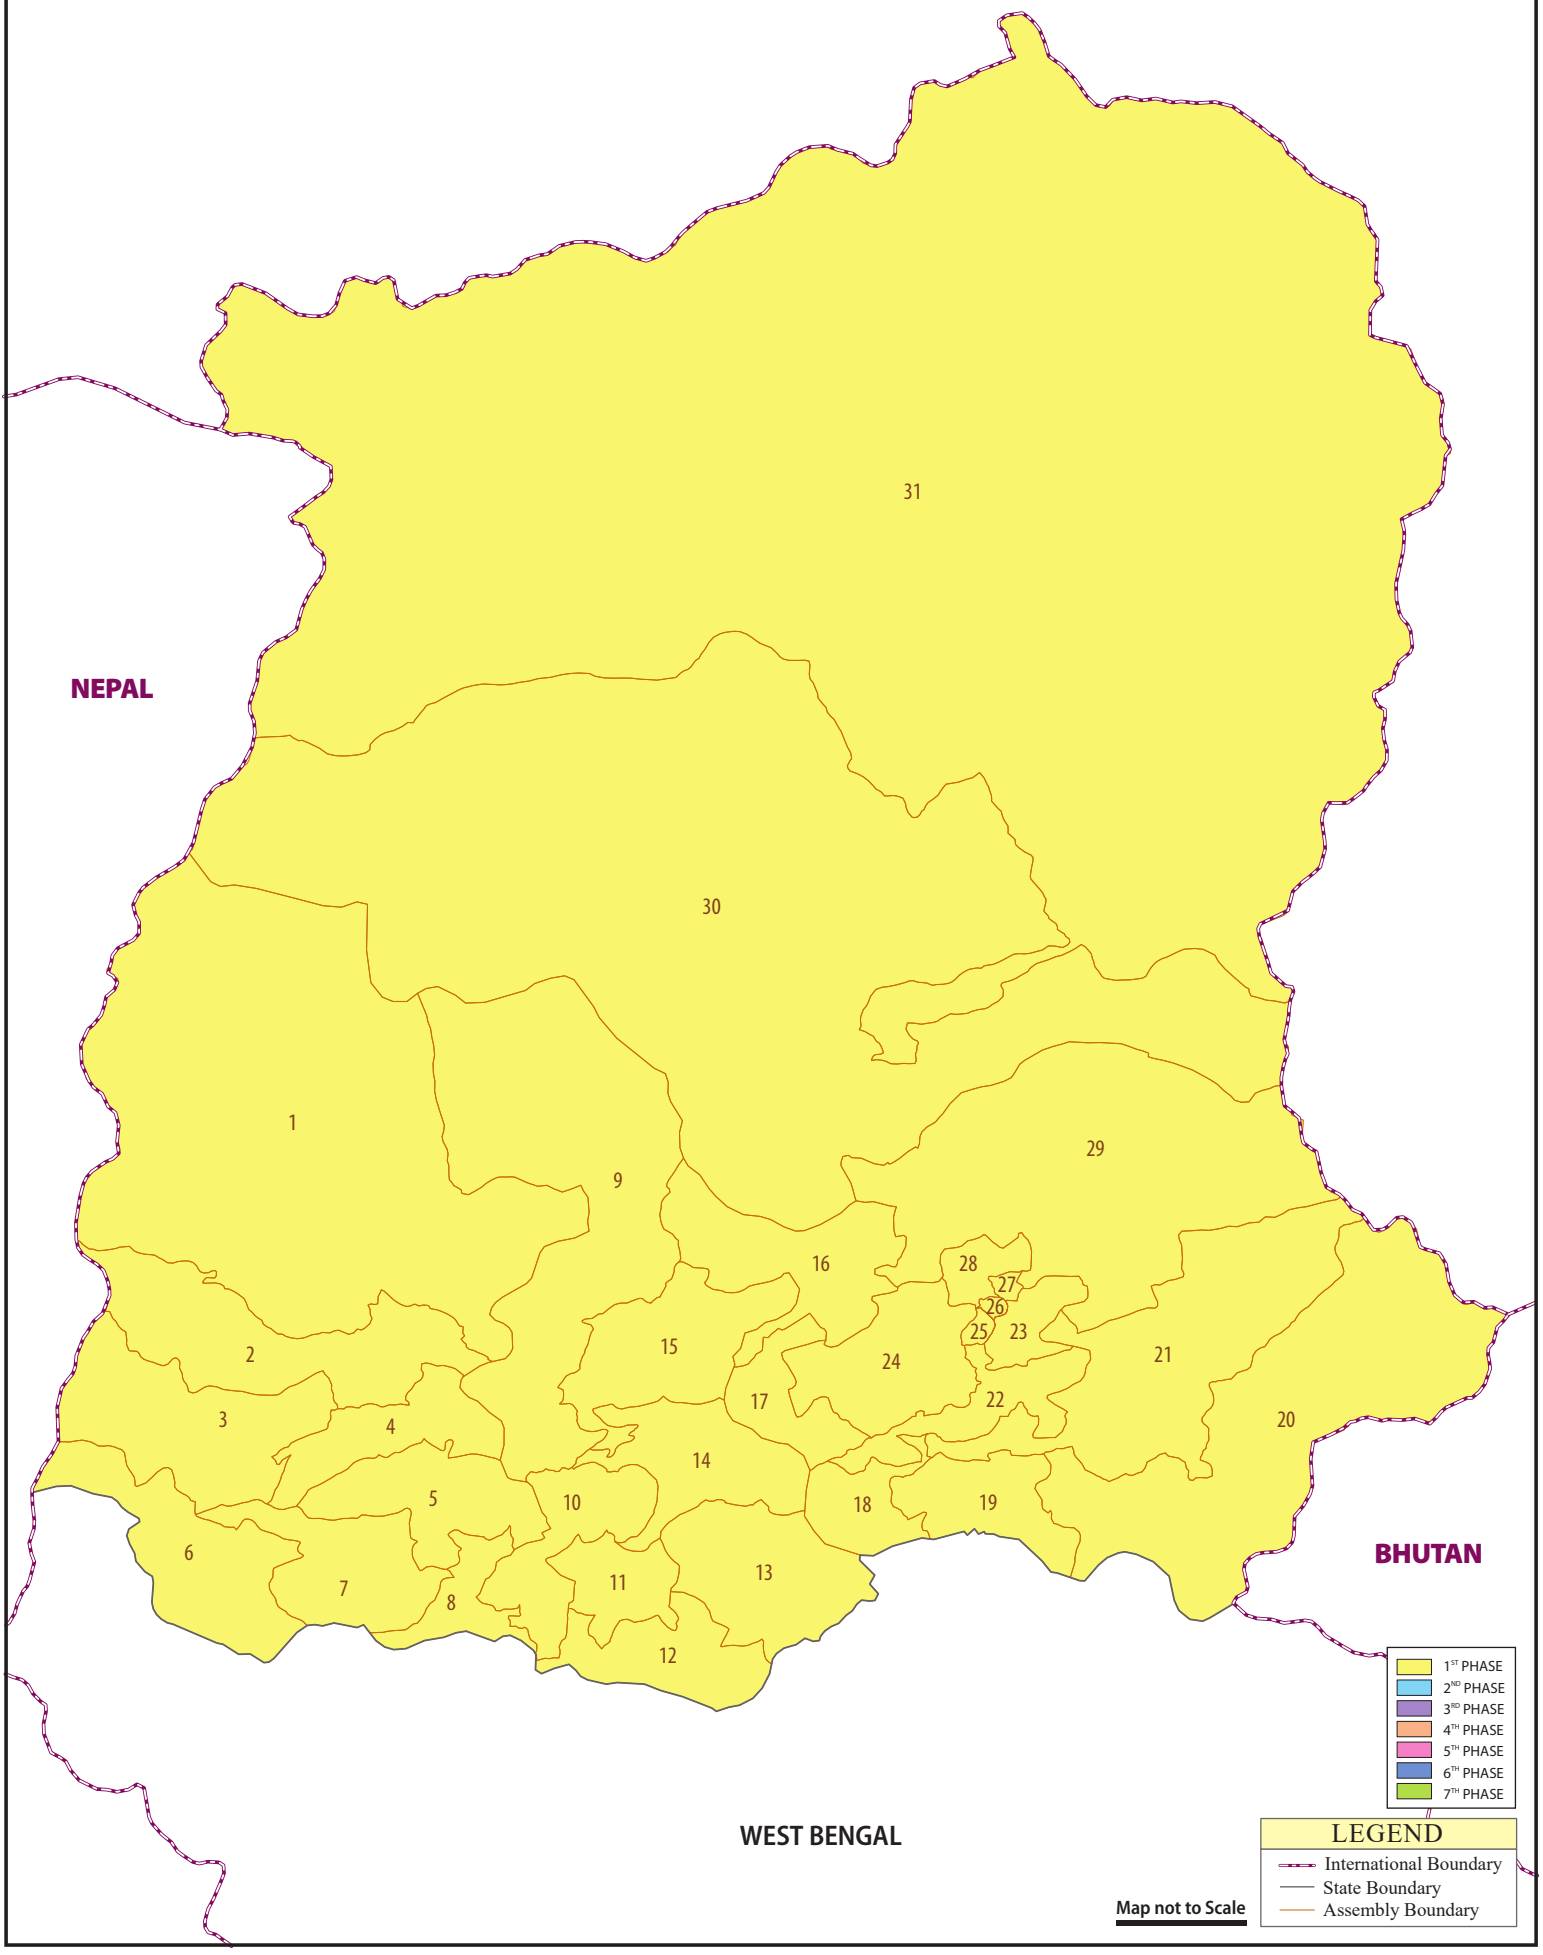 31
NEPAL
30
1
29
9
16
28
27
26
25
23
15
2
24
21
17
22
3
4
20
14
5
10
18
19
6
7
11
13
8
12
BHUTAN
1ST PHASE
2ND PHASE
3RD PHASE
4TH PHASE
5TH PHASE
6TH PHASE
7TH PHASE
WEST BENGAL
LEGEND
International Boundary
State Boundary
Assembly Boundary
Map not to Scale